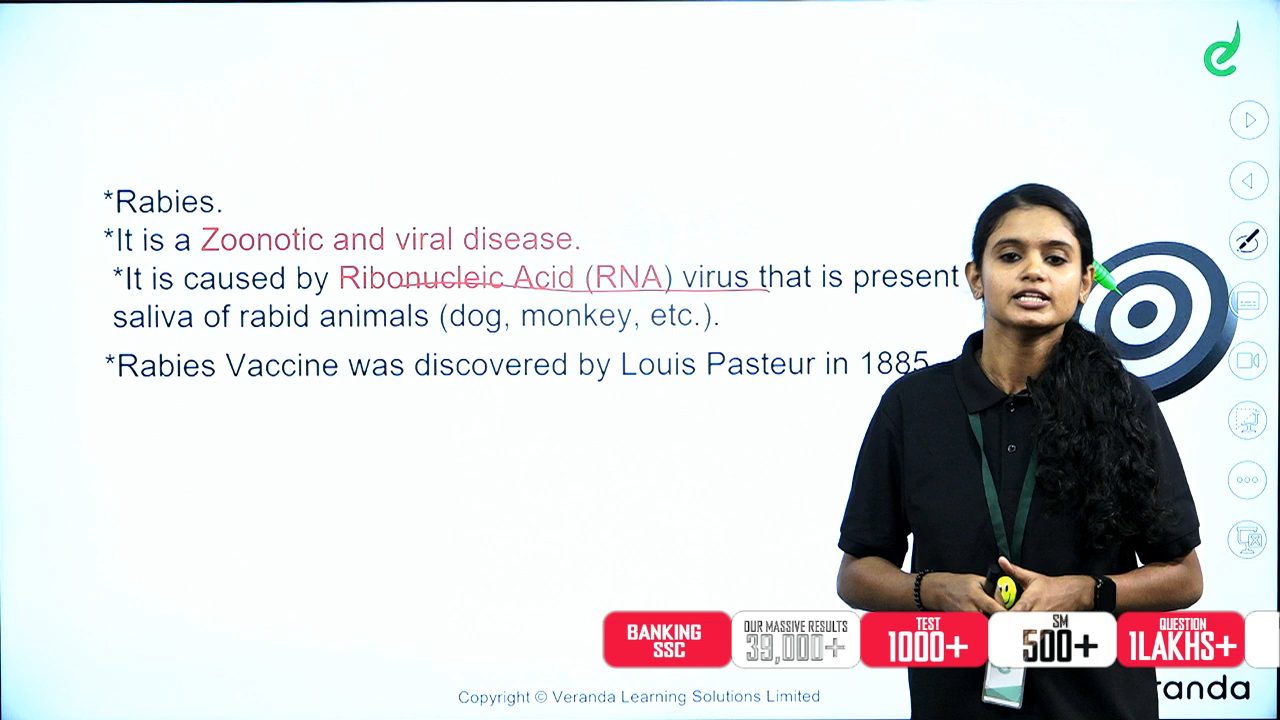 *Rabies.
*It is a Zoonotic and viral disease.
*It is caused by Ribonucleic Acid (RNA) virus that is present
saliva of rabid animals (dog, monkey, etc.).
*Rabies Vaccine was discovered by Louis Pasteur in 1885
BANKING
SSC
OUR MASSIVE RESULTS
39,000+
TEST
1000+
SM
500+
QUESTION
1LAKHS+
Copyright © Veranda Learning Solutions Limited
randa